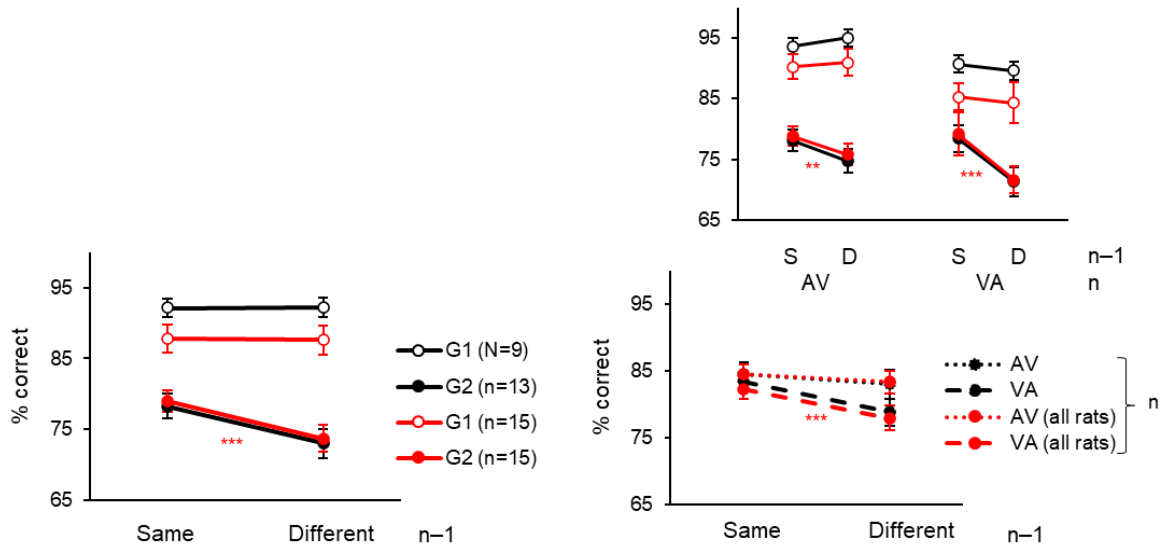 95
85
75
65
**
***
S D S D n–1
AV VA n
% correct
95
85
75
65
***
Same Different n–1
G1 (N=9)
G2 (n=13)
G1 (n=15)
G2 (n=15)
% correct
95
85
75
65
***
Same Different n–1
AV
VA
AV (all rats)
VA (all rats)
n